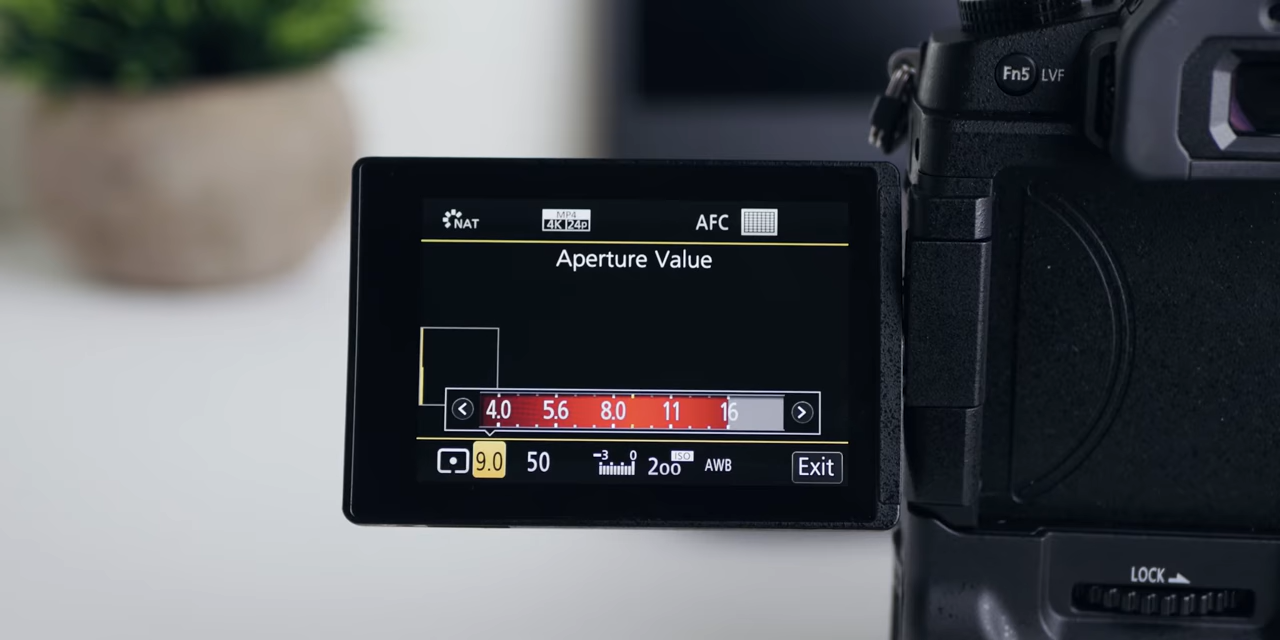 Fn5 LVF
NAT MP4 4K 24p AFC
Aperture Value
4.0 5.6 8.0 11 16
9.0 50 -3 0 200 ISO AWB Exit
LOCK